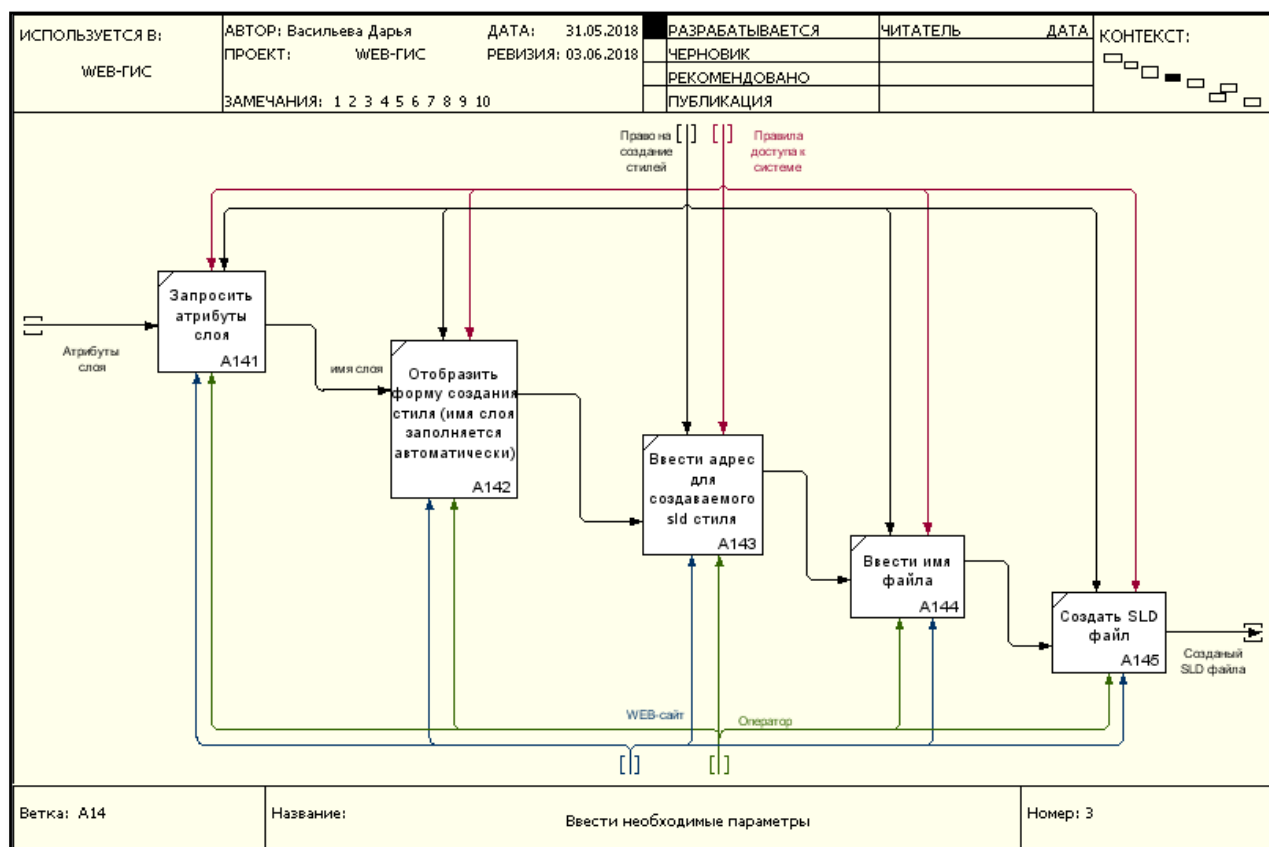 ИСПОЛЬЗУЕТСЯ В:
WEB-ГИС
АВТОР: Васильева Дарья
ДАТА: 31.05.2018
ПРОЕКТ: WEB-ГИС
РЕВИЗИЯ: 03.06.2018
ЗАМЕЧАНИЯ: 1 2 3 4 5 6 7 8 9 10
РАЗРАБАТЫВАЕТСЯ
ЧЕРНОВИК
РЕКОМЕНДОВАНО
ПУБЛИКАЦИЯ
ЧИТАТЕЛЬ
ДАТА
КОНТЕКСТ:
Право на
создание
стилей
Правила
доступа к
системе
Запросить
атрибуты
слоя
A141
Атрибуты
слоя
имя слоя
Отобразить
форму создания
стиля (имя слоя
заполняется
автоматически)
A142
Ввести адрес
для
создаваемого
sld стиля
A143
Ввести имя
файла
A144
Создать SLD
файл
A145
Созданый
SLD файла
WEB-сайт
Оператор
Ветка: A14
Название:
Ввести необходимые параметры
Номер: 3